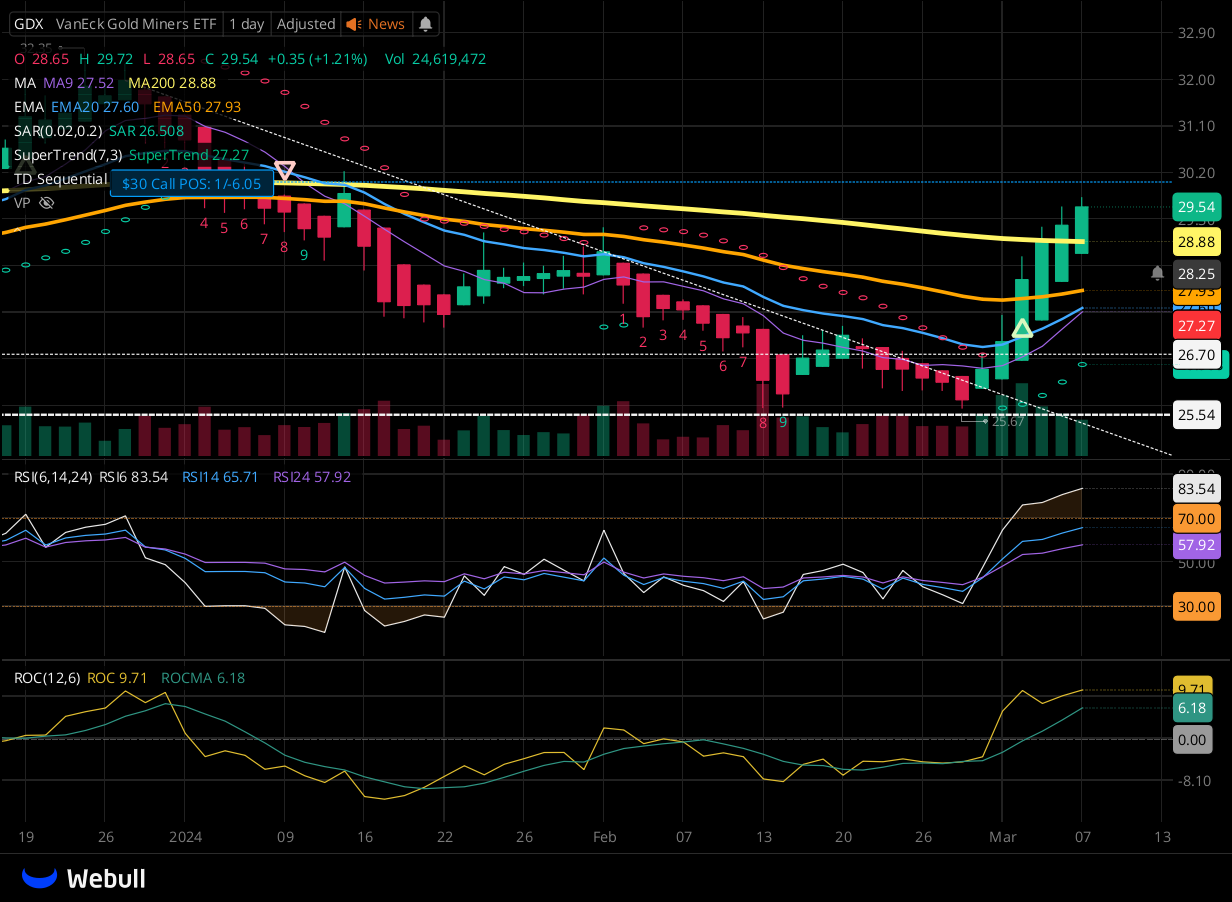 GDX VanEck Gold Miners ETF 1 day Adjusted News
O 28.65 H 29.72 L 28.65 C 29.54 +0.35 (+1.21%) Vol 24,619,472
MA MA9 27.52 MA200 28.88
EMA EMA20 27.60 EMA50 27.93
SAR(0.02,0.2) SAR 26.508
SuperTrend(7,3) SuperTrend 27.27
TD Sequential
$30 Call POS: 1/-6.05
VP
32.90
32.00
31.10
30.20
29.54
28.88
28.25
27.93
27.27
26.70
25.54
4 5 6 7 8 9
1 2 3 4 5 6 7 8 9
25.67
RSI(6,14,24) RSI6 83.54 RSI14 65.71 RSI24 57.92
83.54
70.00
57.92
50.00
30.00
ROC(12,6) ROC 9.71 ROCMA 6.18
9.71
6.18
0.00
-8.10
19 26 2024 09 16 22 26 Feb 07 13 20 26 Mar 07 13
Webull